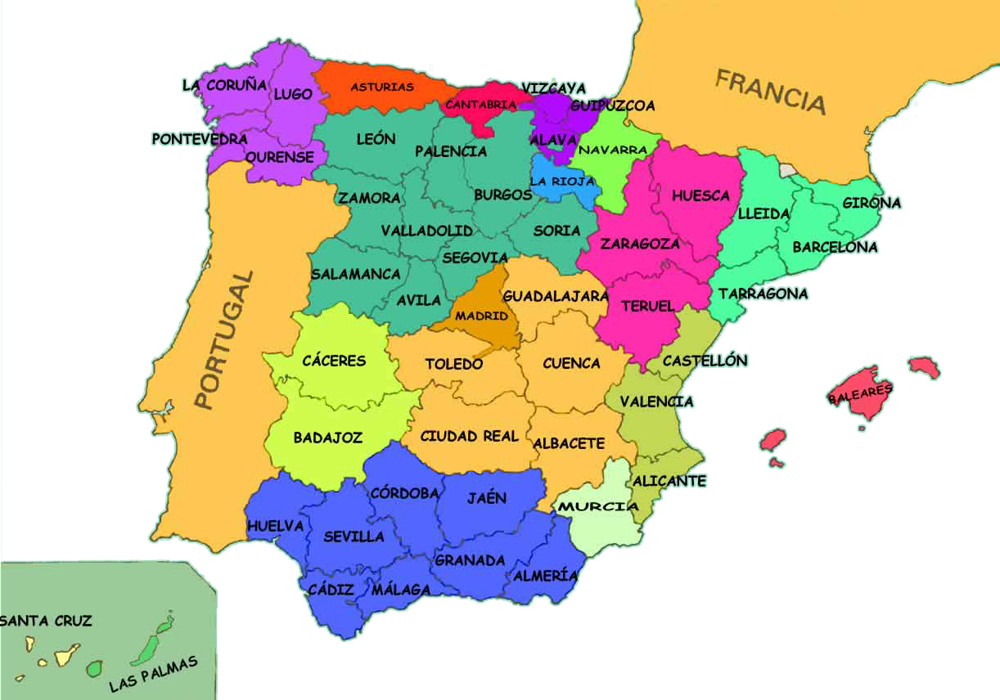 FRANCIA
LA CORUÑA
LUGO
ASTURIAS
CANTABRIA
VIZCAYA
GUIPUZCOA
PONTEVEDRA
OURENSE
LEÓN
PALENCIA
ALAVA
NAVARRA
LA RIOJA
BURGOS
HUESCA
LLEIDA
GIRONA
ZAMORA
VALLADOLID
SORIA
ZARAGOZA
BARCELONA
SEGOVIA
SALAMANCA
AVILA
MADRID
GUADALAJARA
TERUEL
TARRAGONA
PORTUGAL
CÁCERES
TOLEDO
CUENCA
CASTELLÓN
VALENCIA
BALEARES
BADAJOZ
CIUDAD REAL
ALBACETE
ALICANTE
CÓRDOBA
JAÉN
MURCIA
HUELVA
SEVILLA
GRANADA
ALMERÍA
CÁDIZ
MÁLAGA
SANTA CRUZ
LAS PALMAS